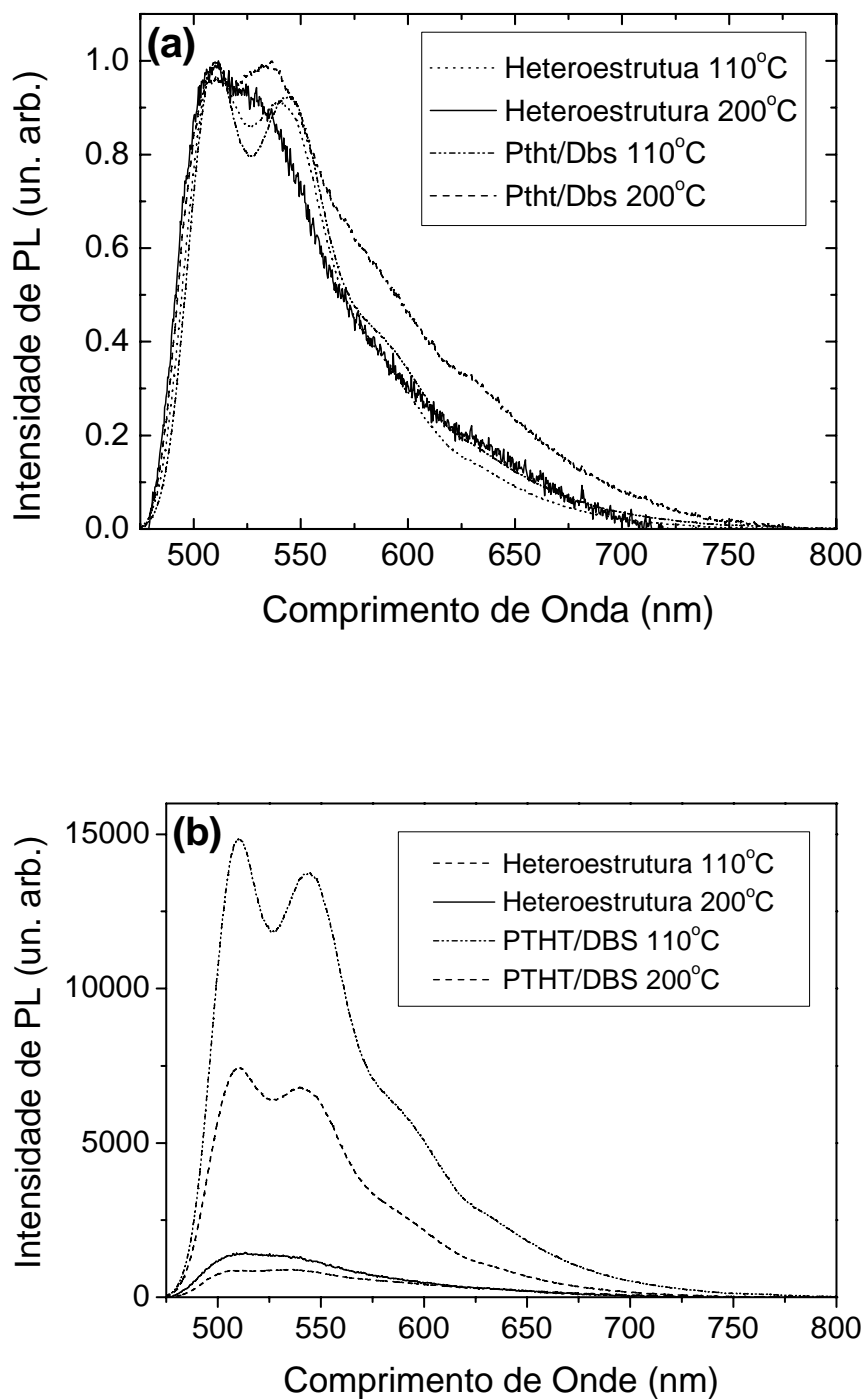 (a)
Heteroestrutua 110°C
Heteroestrutura 200°C
Ptht/Dbs 110°C
Ptht/Dbs 200°C
Intensidade de PL (un. arb.)
1.0
0.8
0.6
0.4
0.2
0.0
500 550 600 650 700 750 800
Comprimento de Onda (nm)
(b)
Heteroestrutura 110°C
Heteroestrutura 200°C
PTHT/DBS 110°C
PTHT/DBS 200°C
Intensidade de PL (un. arb.)
15000
10000
5000
0
500 550 600 650 700 750 800
Comprimento de Onde (nm)